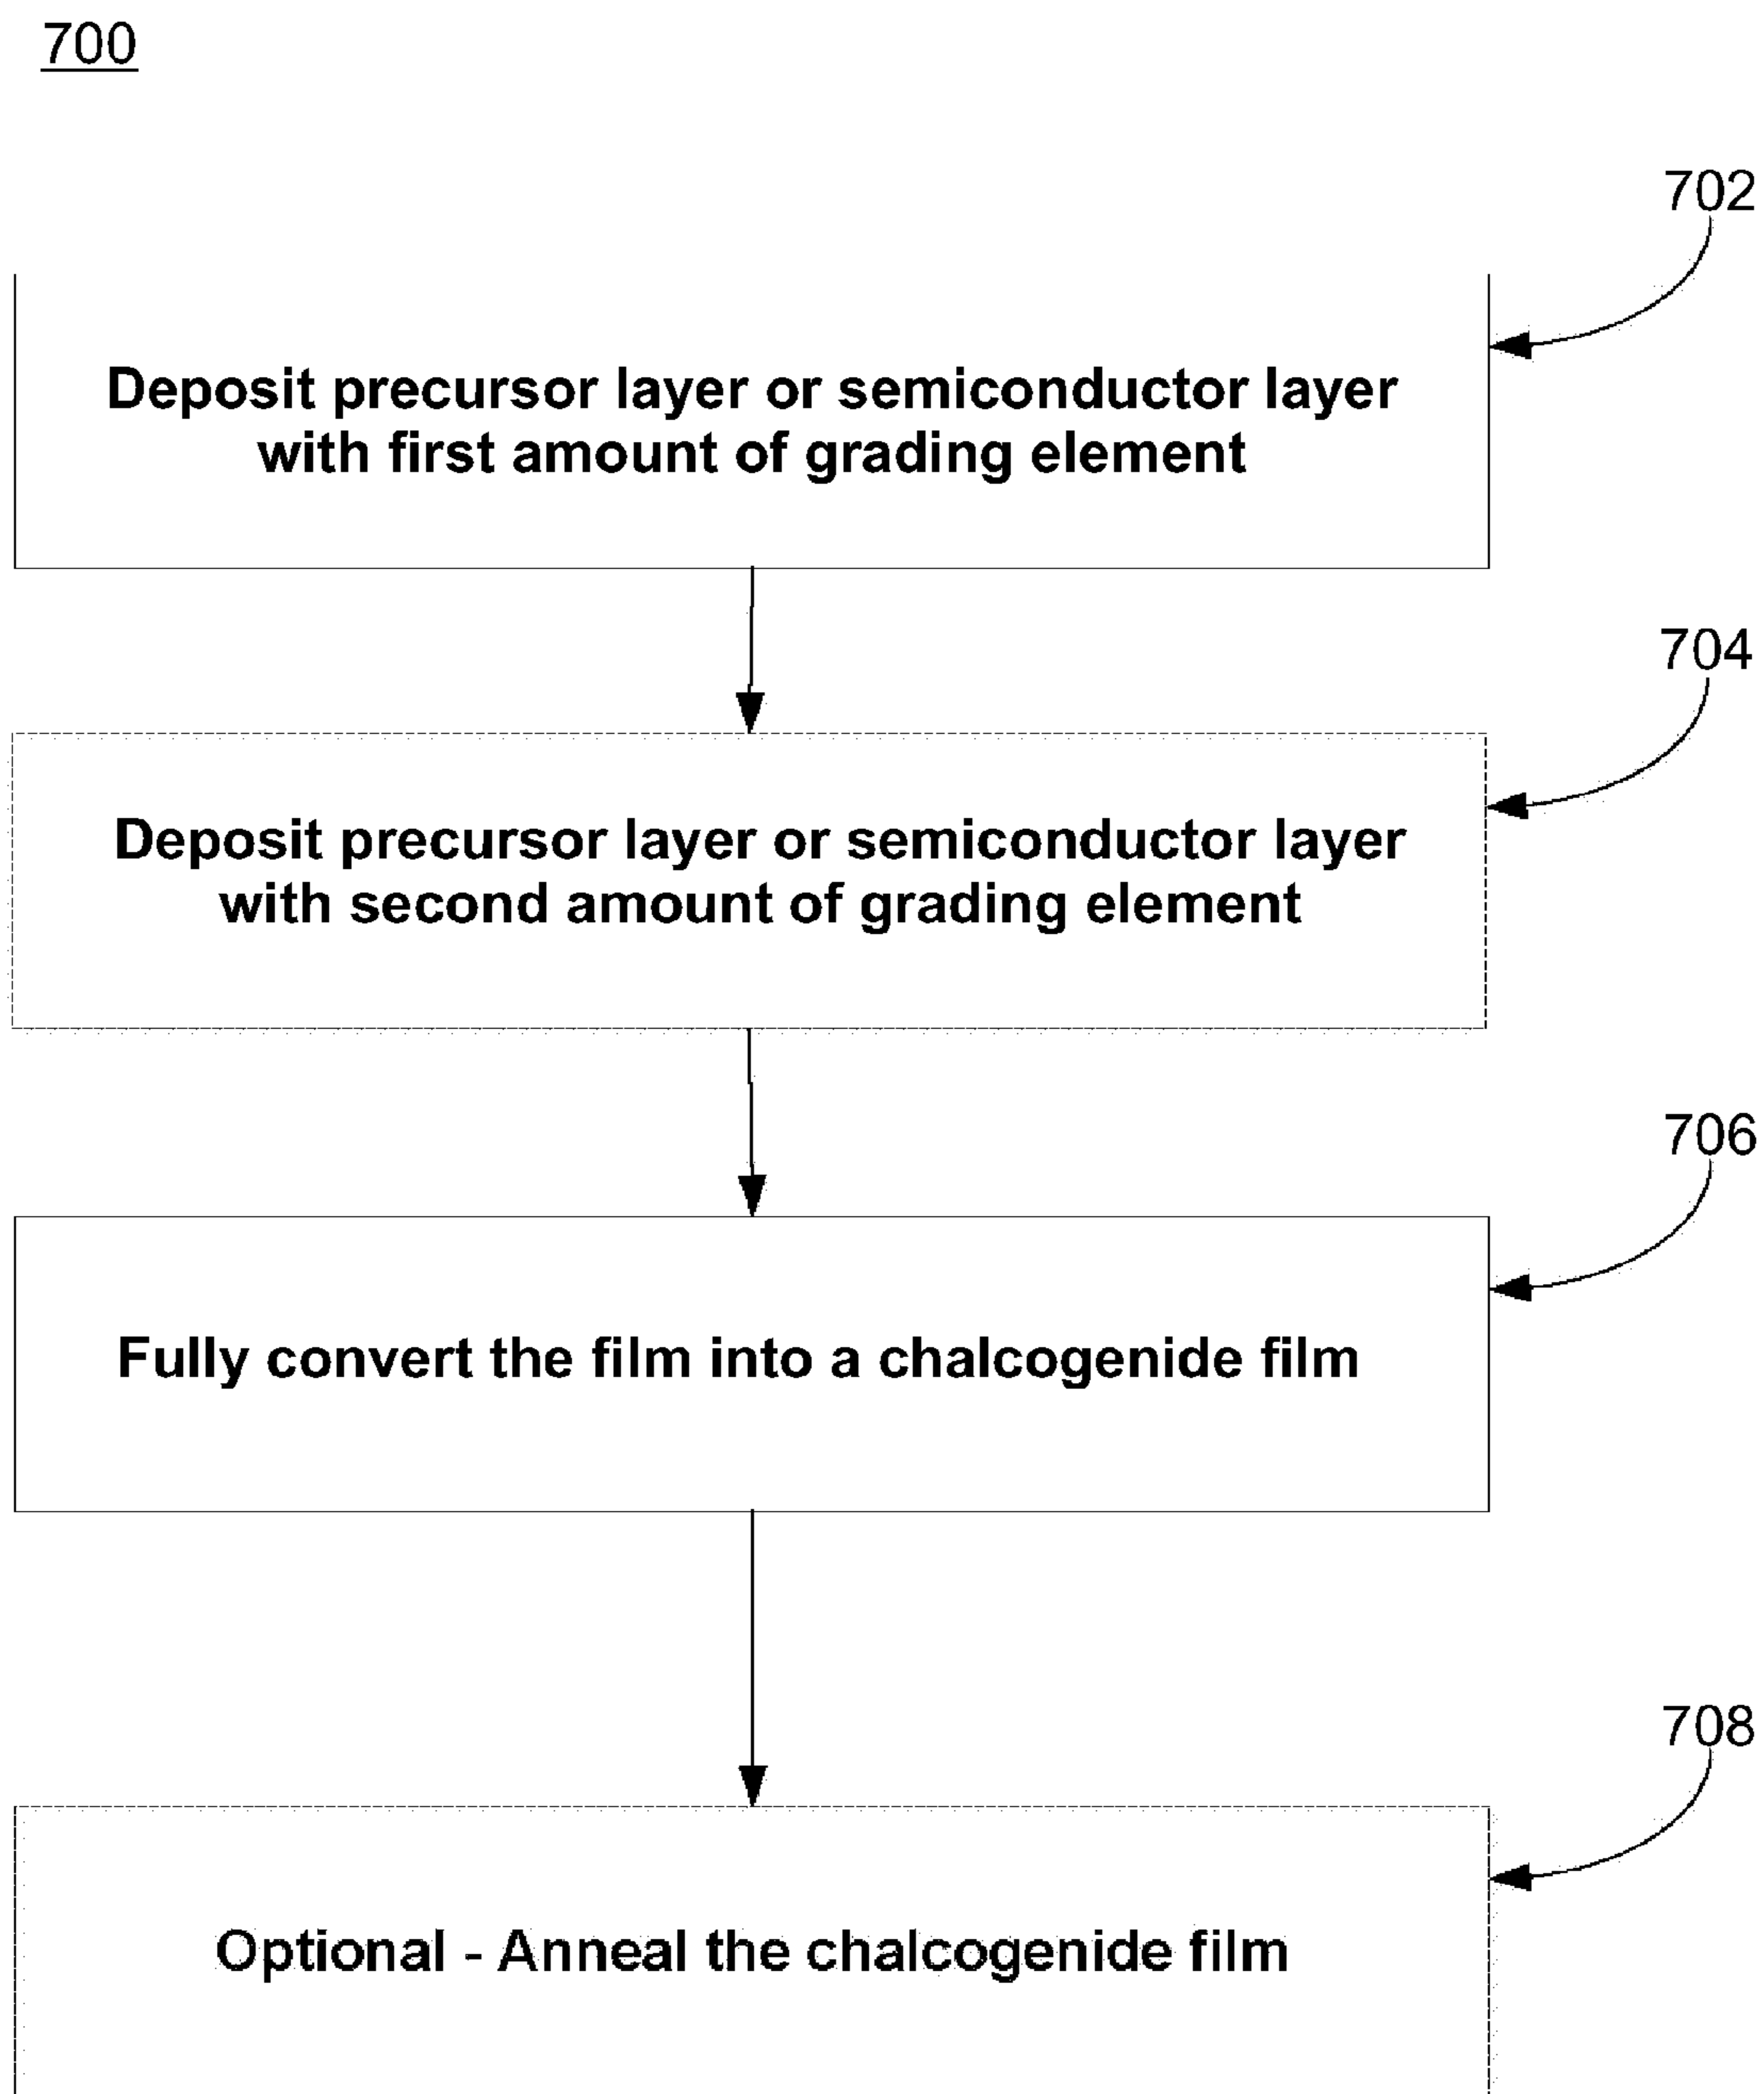 700
702
Deposit precursor layer or semiconductor layer
with first amount of grading element
704
Deposit precursor layer or semiconductor layer
with second amount of grading element
706
Fully convert the film into a chalcogenide film
708
Optional - Anneal the chalcogenide film